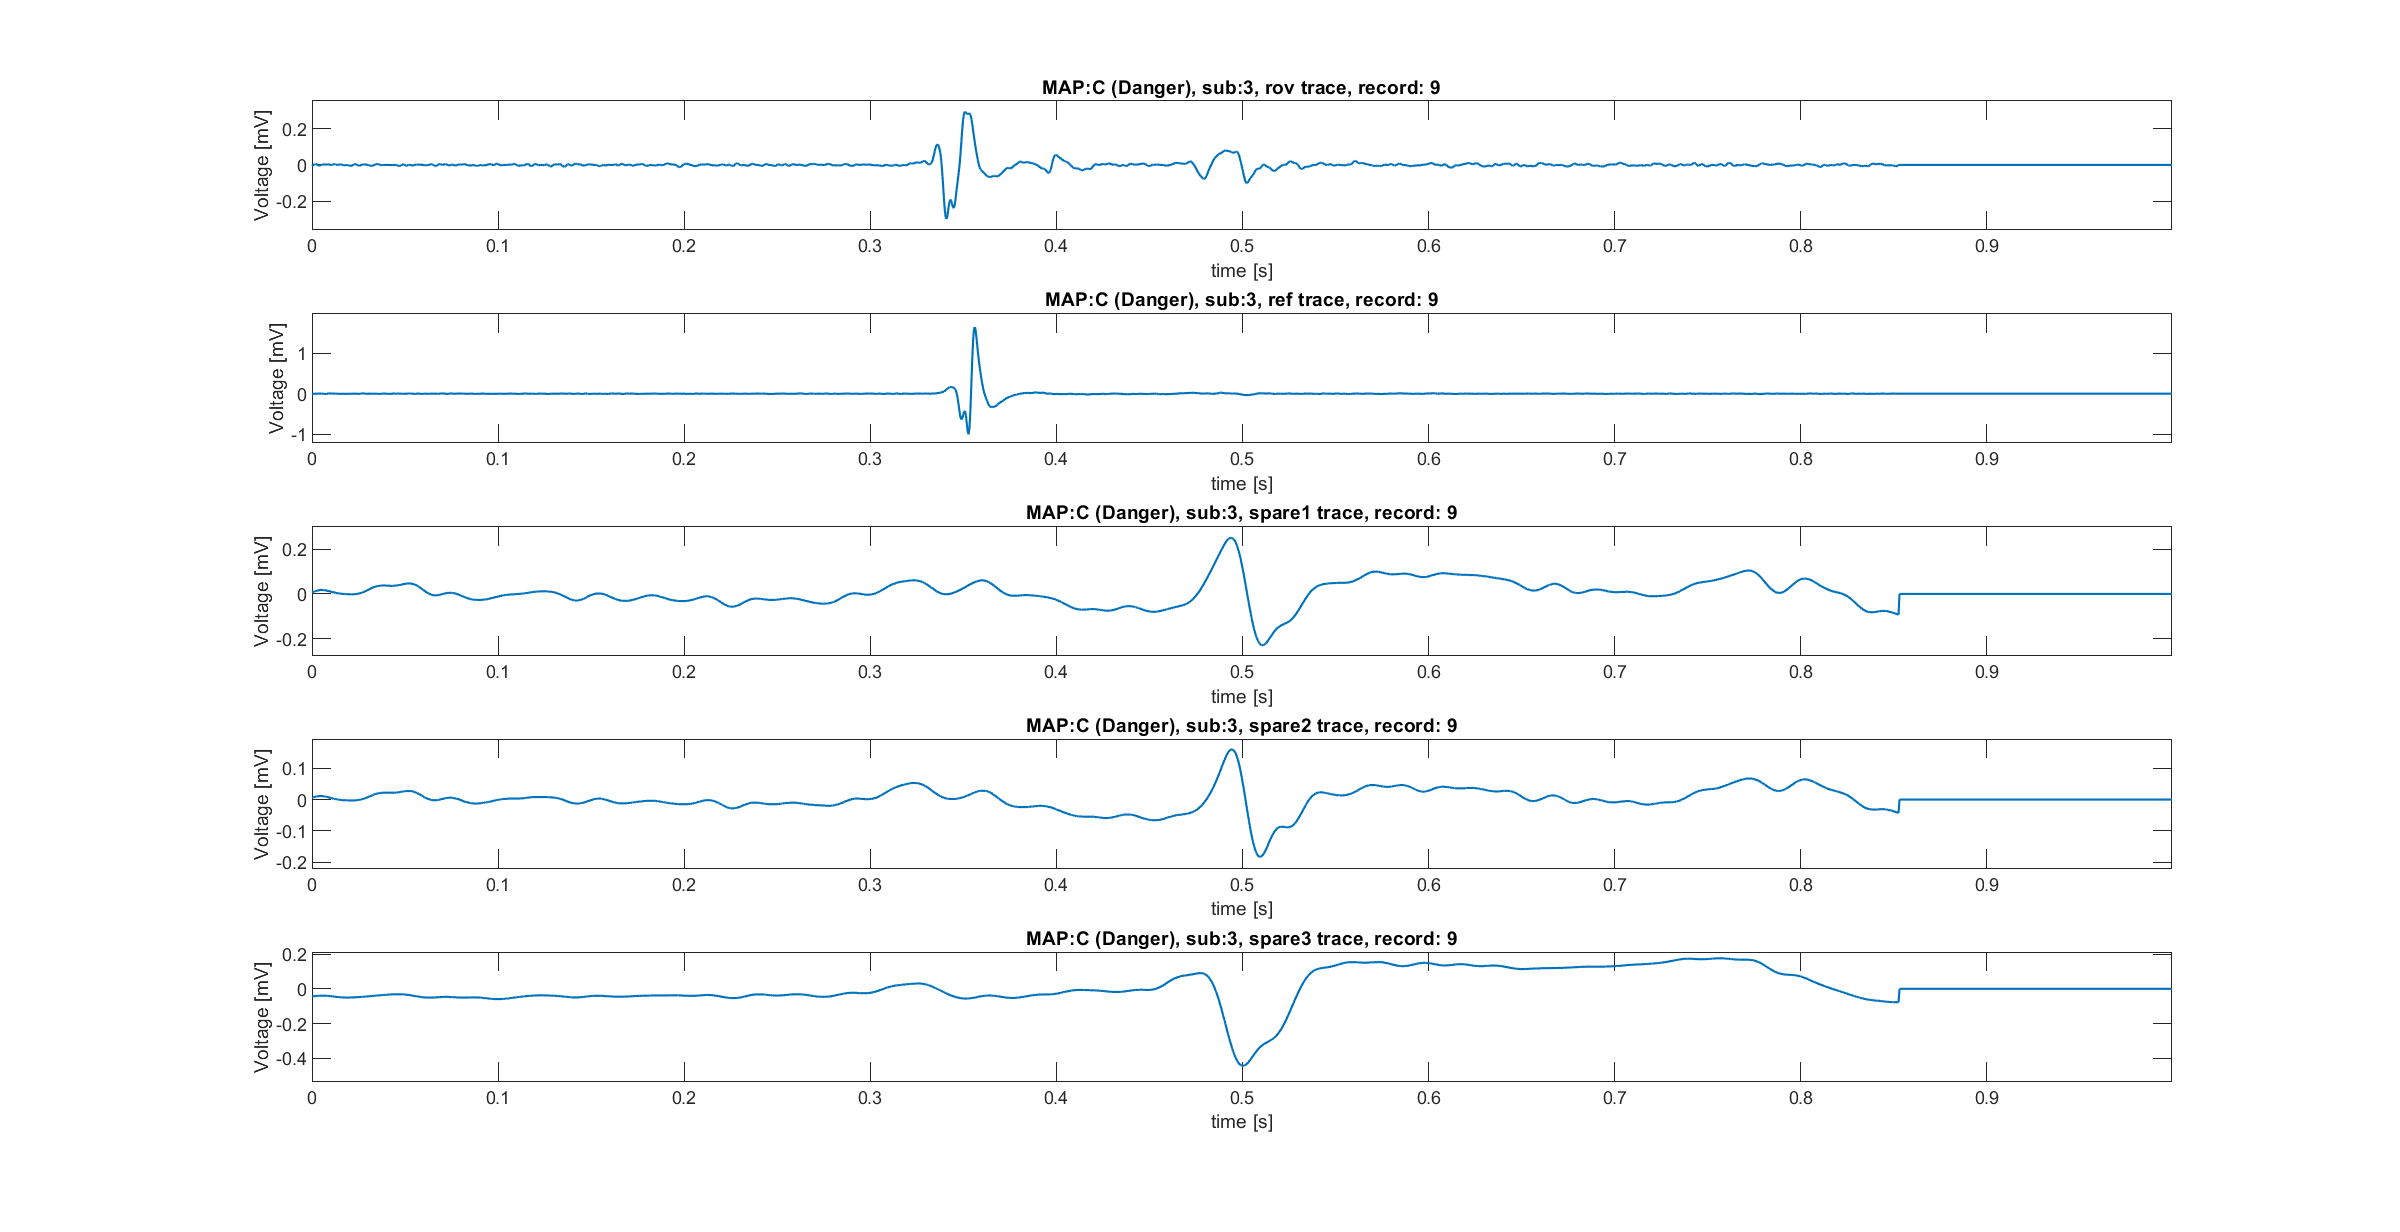 MAP:C (Danger), sub:3, rov trace, record: 9
Voltage [mV]
0.2
0
-0.2
0 0.1 0.2 0.3 0.4 0.5 0.6 0.7 0.8 0.9
time [s]
MAP:C (Danger), sub:3, ref trace, record: 9
Voltage [mV]
1
0
-1
0 0.1 0.2 0.3 0.4 0.5 0.6 0.7 0.8 0.9
time [s]
MAP:C (Danger), sub:3, spare1 trace, record: 9
Voltage [mV]
0.2
0
-0.2
0 0.1 0.2 0.3 0.4 0.5 0.6 0.7 0.8 0.9
time [s]
MAP:C (Danger), sub:3, spare2 trace, record: 9
Voltage [mV]
0.1
0
-0.1
-0.2
0 0.1 0.2 0.3 0.4 0.5 0.6 0.7 0.8 0.9
time [s]
MAP:C (Danger), sub:3, spare3 trace, record: 9
Voltage [mV]
0.2
0
-0.2
-0.4
0 0.1 0.2 0.3 0.4 0.5 0.6 0.7 0.8 0.9
time [s]